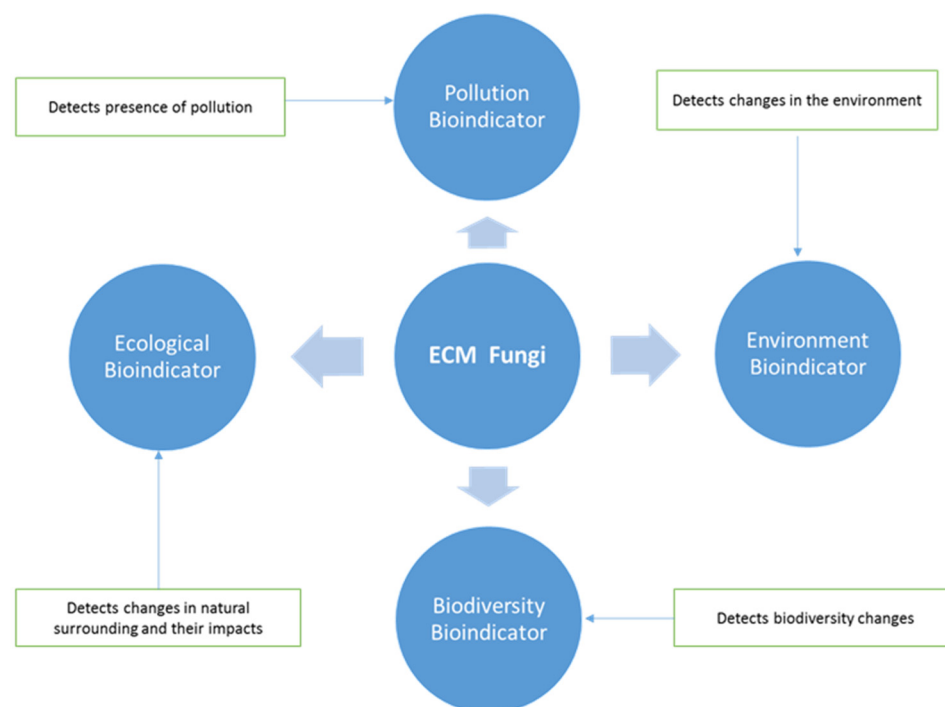 Detects presence of pollution
Pollution
Bioindicator
Detects changes in the environment
Ecological
Bioindicator
ECM Fungi
Environment
Bioindicator
Detects changes in natural
surrounding and their impacts
Biodiversity
Bioindicator
Detects biodiversity changes